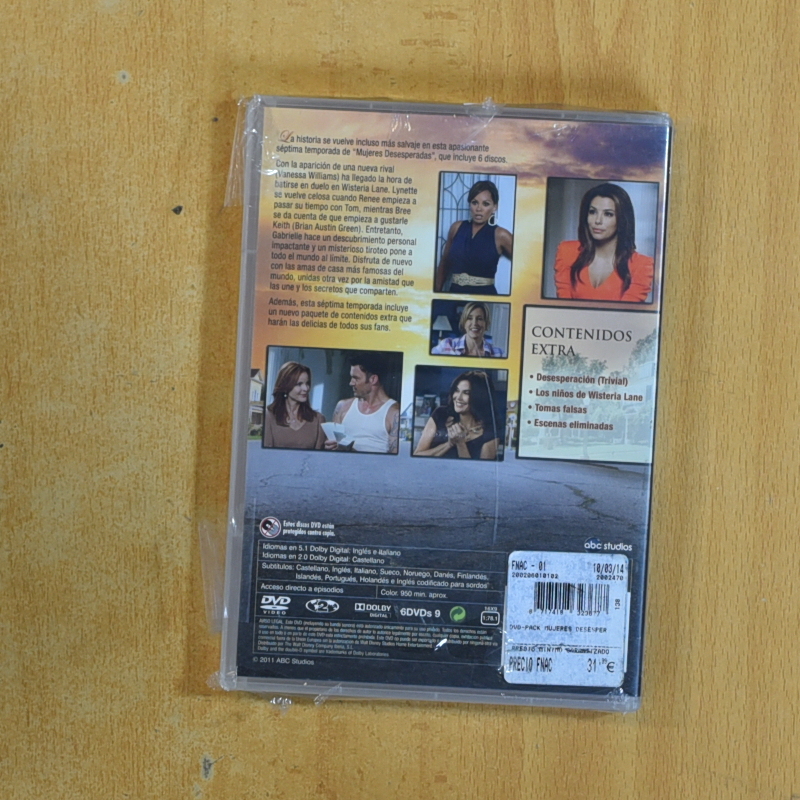 La historia se vuelve incluso más salvaje en esta apasionante
séptima temporada de "Mujeres Desesperadas", que incluye 6 discos.
Con la aparición de una nueva rival
(Vanessa Williams) ha llegado la hora de
batirse en duelo en Wisteria Lane. Lynette
se vuelve celosa cuando Renee empieza a
pasar su tiempo con Tom, mientras Bree
se da cuenta de que empieza a gustarle
Keith (Brian Austin Green). Entretanto,
Gabrielle hace un descubrimiento personal
impactante y un misterioso tiroteo pone a
todo el mundo al límite. Disfruta de nuevo
con las amas de casa más famosas del
mundo, unidas otra vez por la amistad que
las une y los secretos que comparten.
Además, esta séptima temporada incluye
un nuevo paquete de contenidos extra que
harán las delicias de todos sus fans.
CONTENIDOS
EXTRA
• Desesperación (Trivial)
• Los niños de Wisteria Lane
• Tomas falsas
• Escenas eliminadas
Estos discos DVD están
protegidos contra copia.
abc studios
Idiomas en 5.1 Dolby Digital: Inglés e Italiano
Idiomas en 2.0 Dolby Digital: Castellano
Subtítulos: Castellano, Inglés, Italiano, Sueco, Noruego, Danés, Finlandés,
Islandés, Portugués, Holandés e Inglés codificado para sordos
Acceso directo a episodios
Color. 950 min. aprox.
DVD VIDEO
2
DOLBY DIGITAL
6DVDs 9
16X9
1:78.1
© 2011 ABC Studios
FNAC - 01 10/03/14
DVD-PACK MUJERES DESESPER
PRECIO FNAC 31